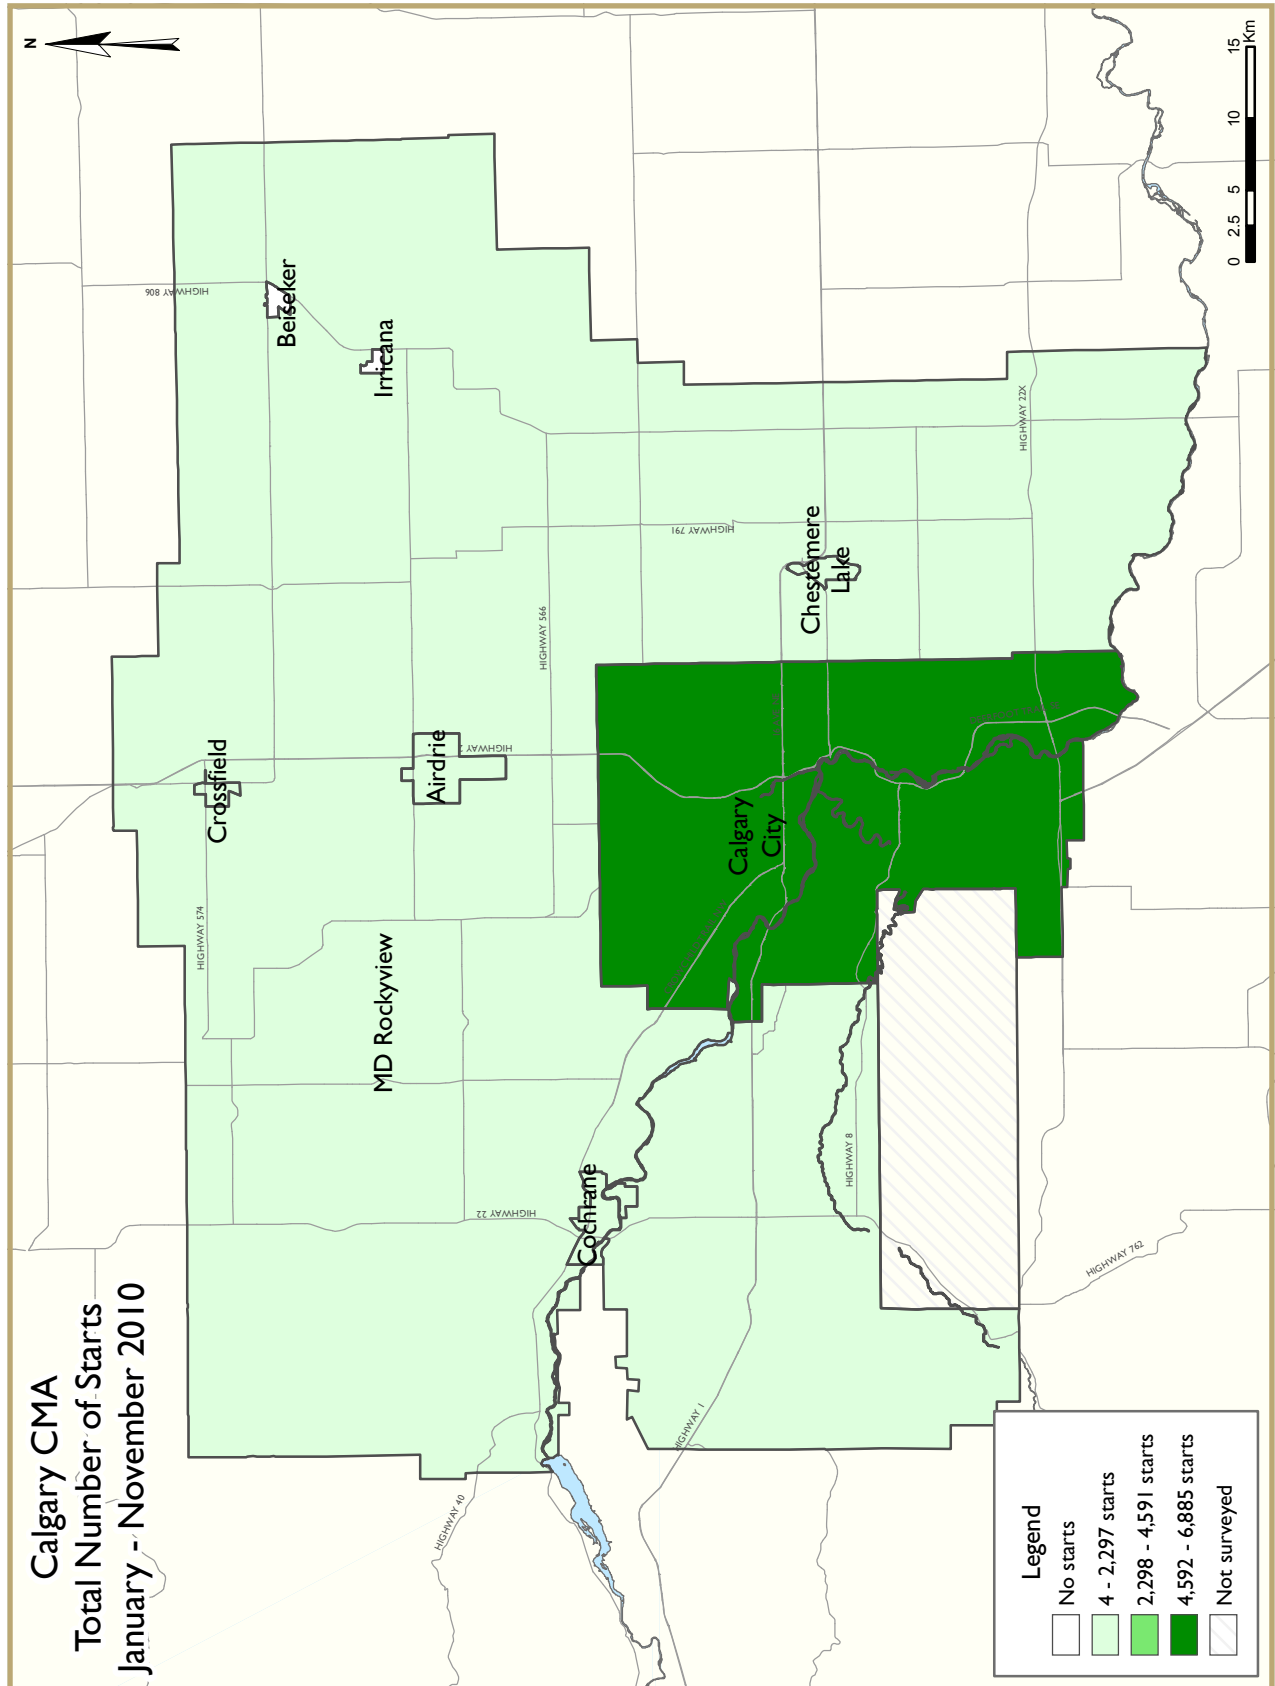 Calgary CMA
Total Number of Starts
January - November 2010
N
HIGHWAY 806
Beiseker
Irricana
Crossfield
HIGHWAY 574
Airdrie
HIGHWAY 2
HIGHWAY 566
HIGHWAY 791
MD Rockyview
Cochrane
HIGHWAY 22
HIGHWAY 40
HIGHWAY 1
Calgary
City
Chestemere
Lake
HIGHWAY 22X
HIGHWAY 8
HIGHWAY 762
Legend
No starts
4 - 2,297 starts
2,298 - 4,591 starts
4,592 - 6,885 starts
Not surveyed
0 2.5 5 10 15
Km